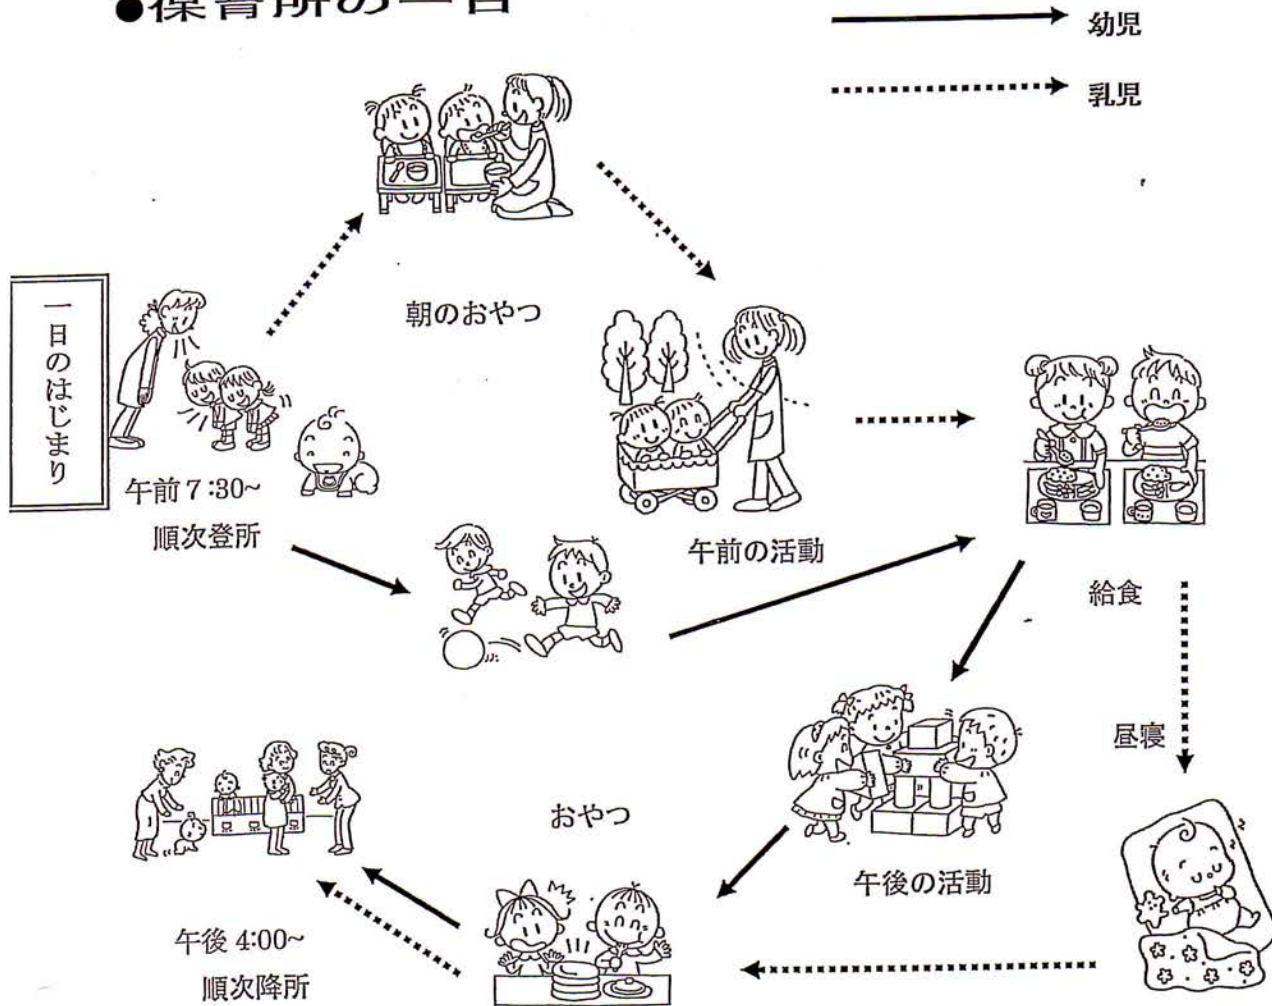 ●保育所の一日
幼児
乳児
一日のはじまり
午前7:30~
順次登所
朝のおやつ
午前の活動
給食
昼寝
午後の活動
おやつ
午後 4:00~
順次降所